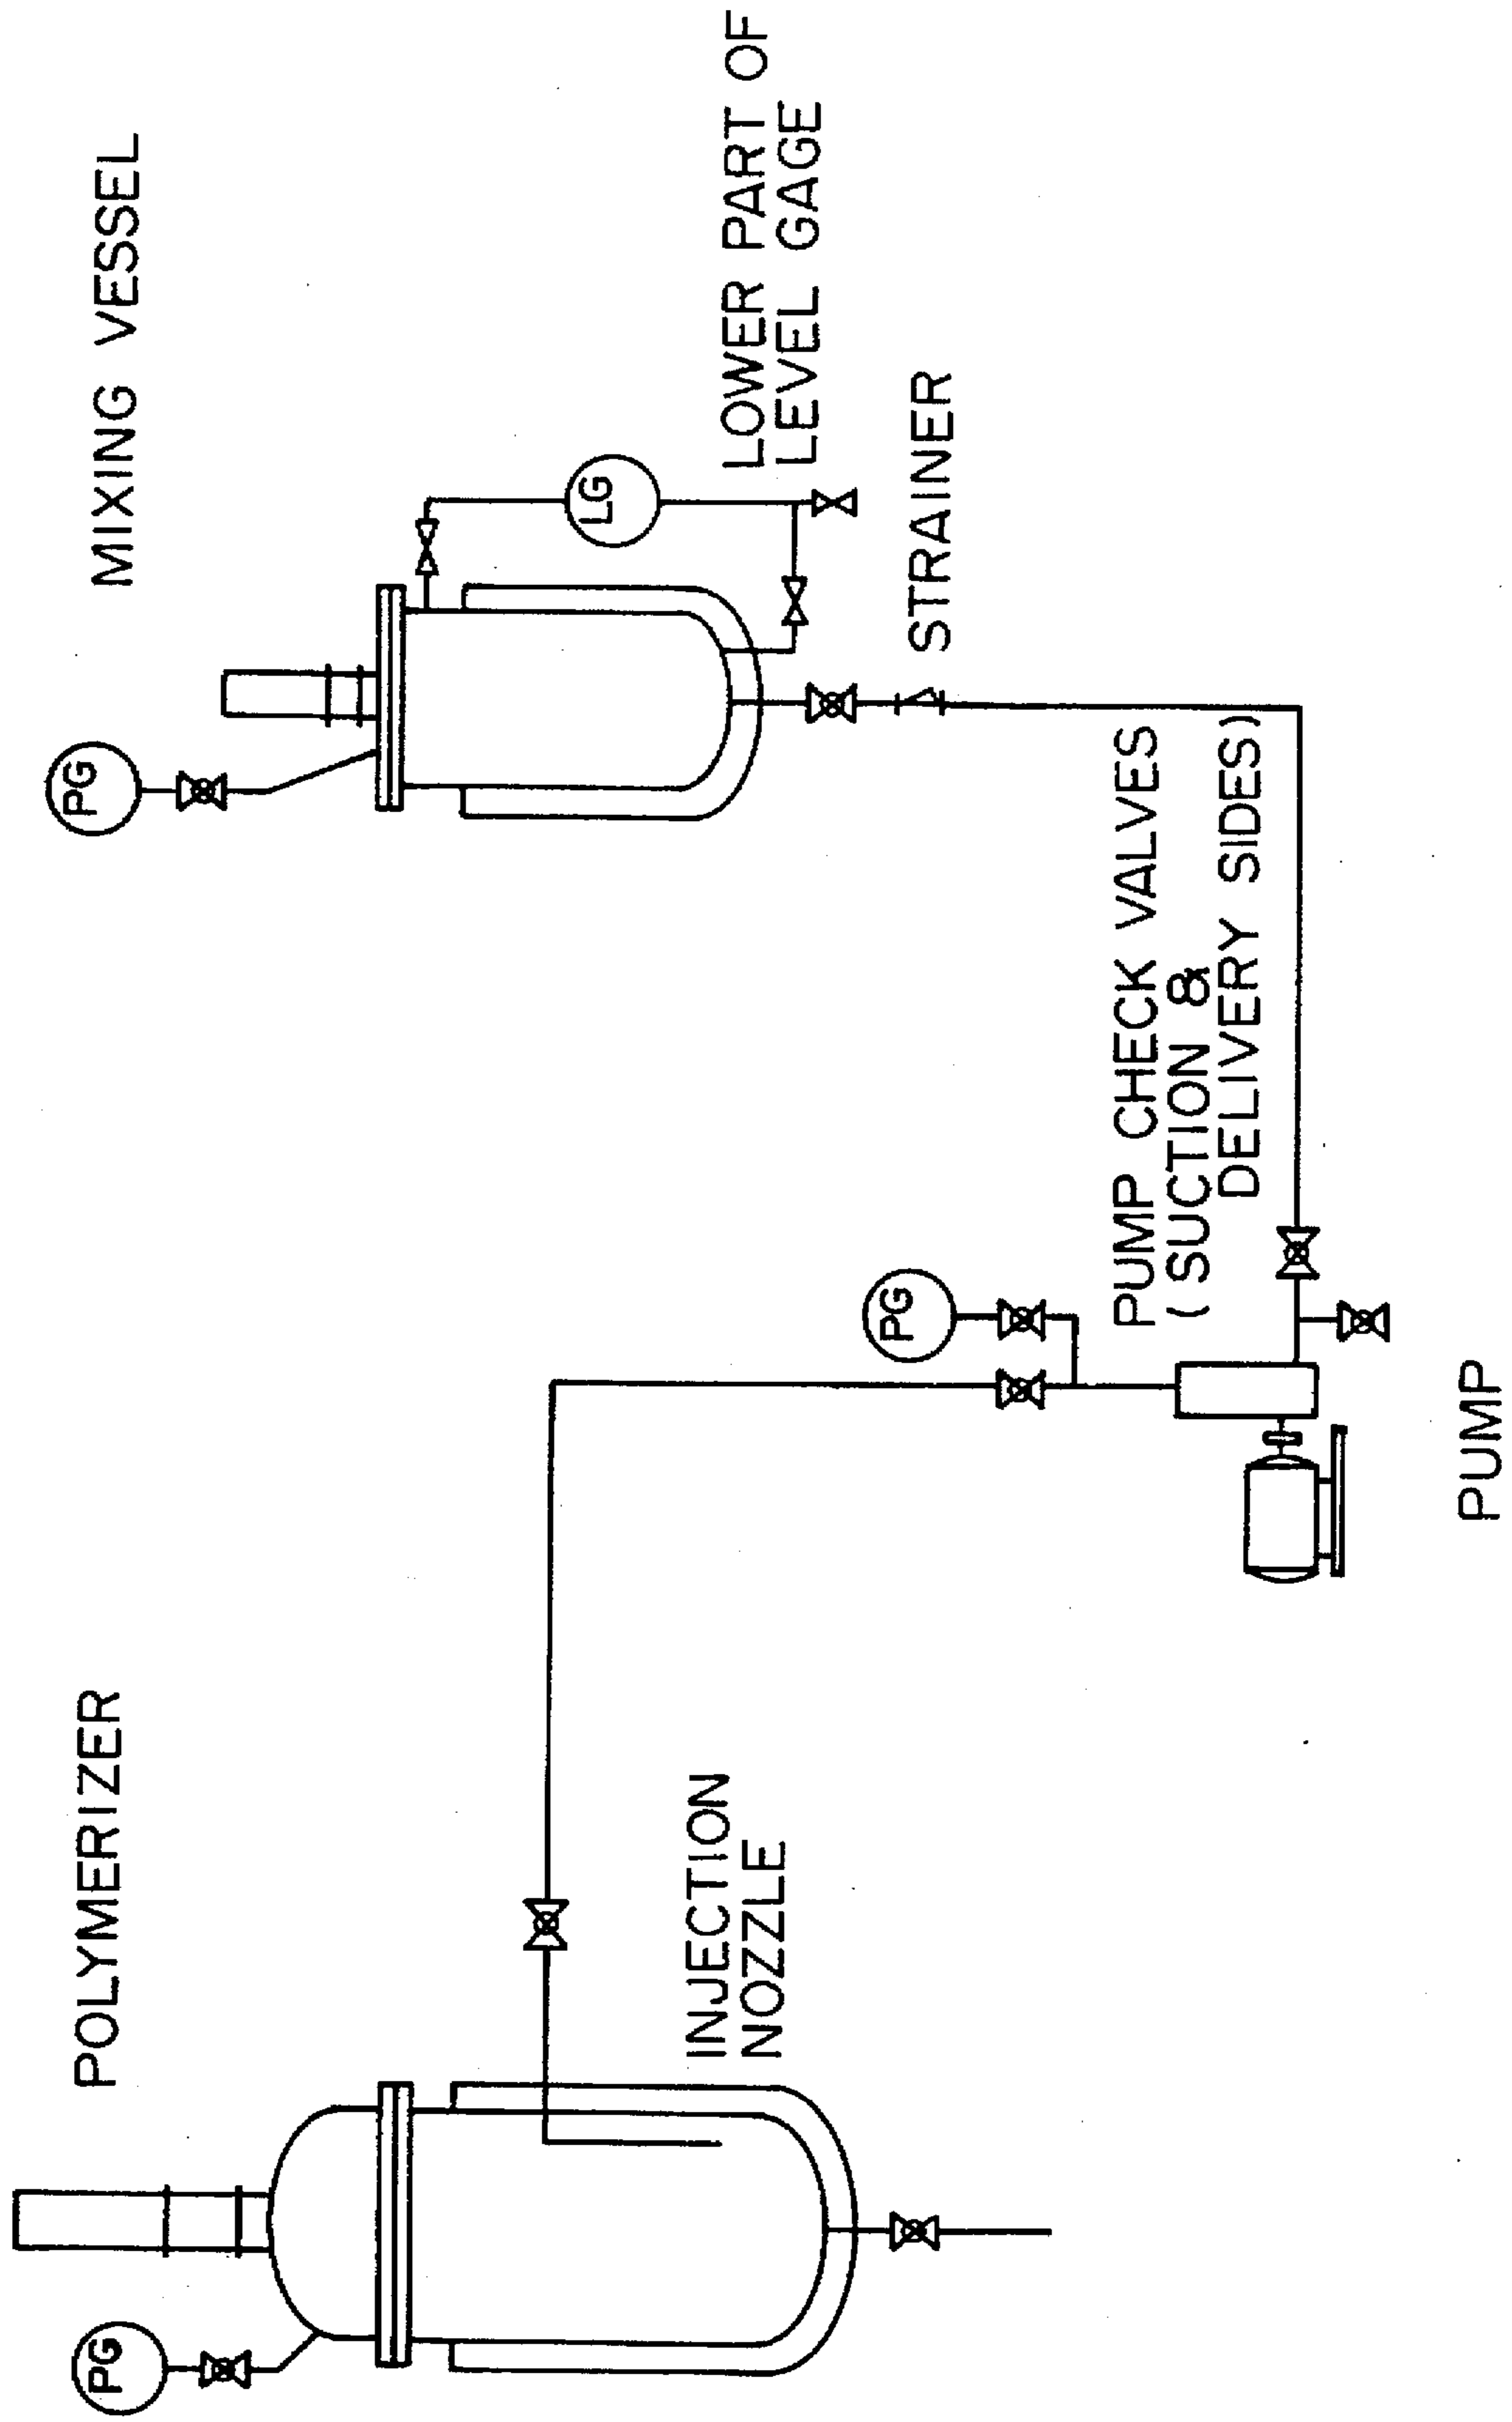 POLYMERIZER
MIXING VESSEL
PG
PG
LG
INJECTION
NOZZLE
PG
LOWER PART OF
LEVEL GAGE
STRAINER
PUMP CHECK VALVES
(SUCTION &
DELIVERY SIDES)
PUMP